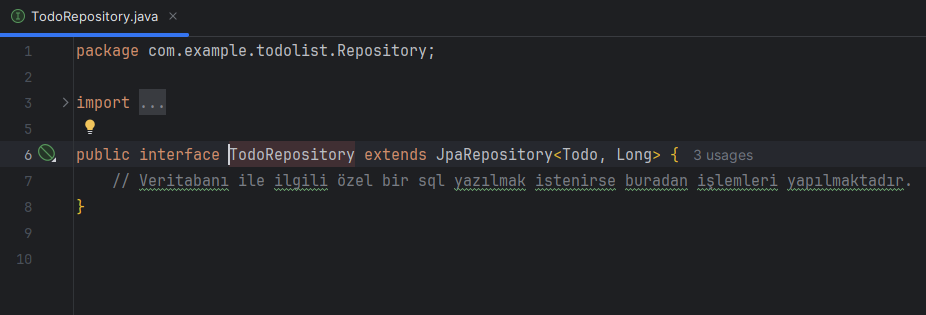 TodoRepository.java
1 package com.example.todolist.Repository;
2
3 import ...
5
6 public interface TodoRepository extends JpaRepository<Todo, Long> { 3 usages
7 // Veritabanı ile ilgili özel bir sql yazılmak istenirse buradan işlemleri yapılmaktadır.
8 }
9
10